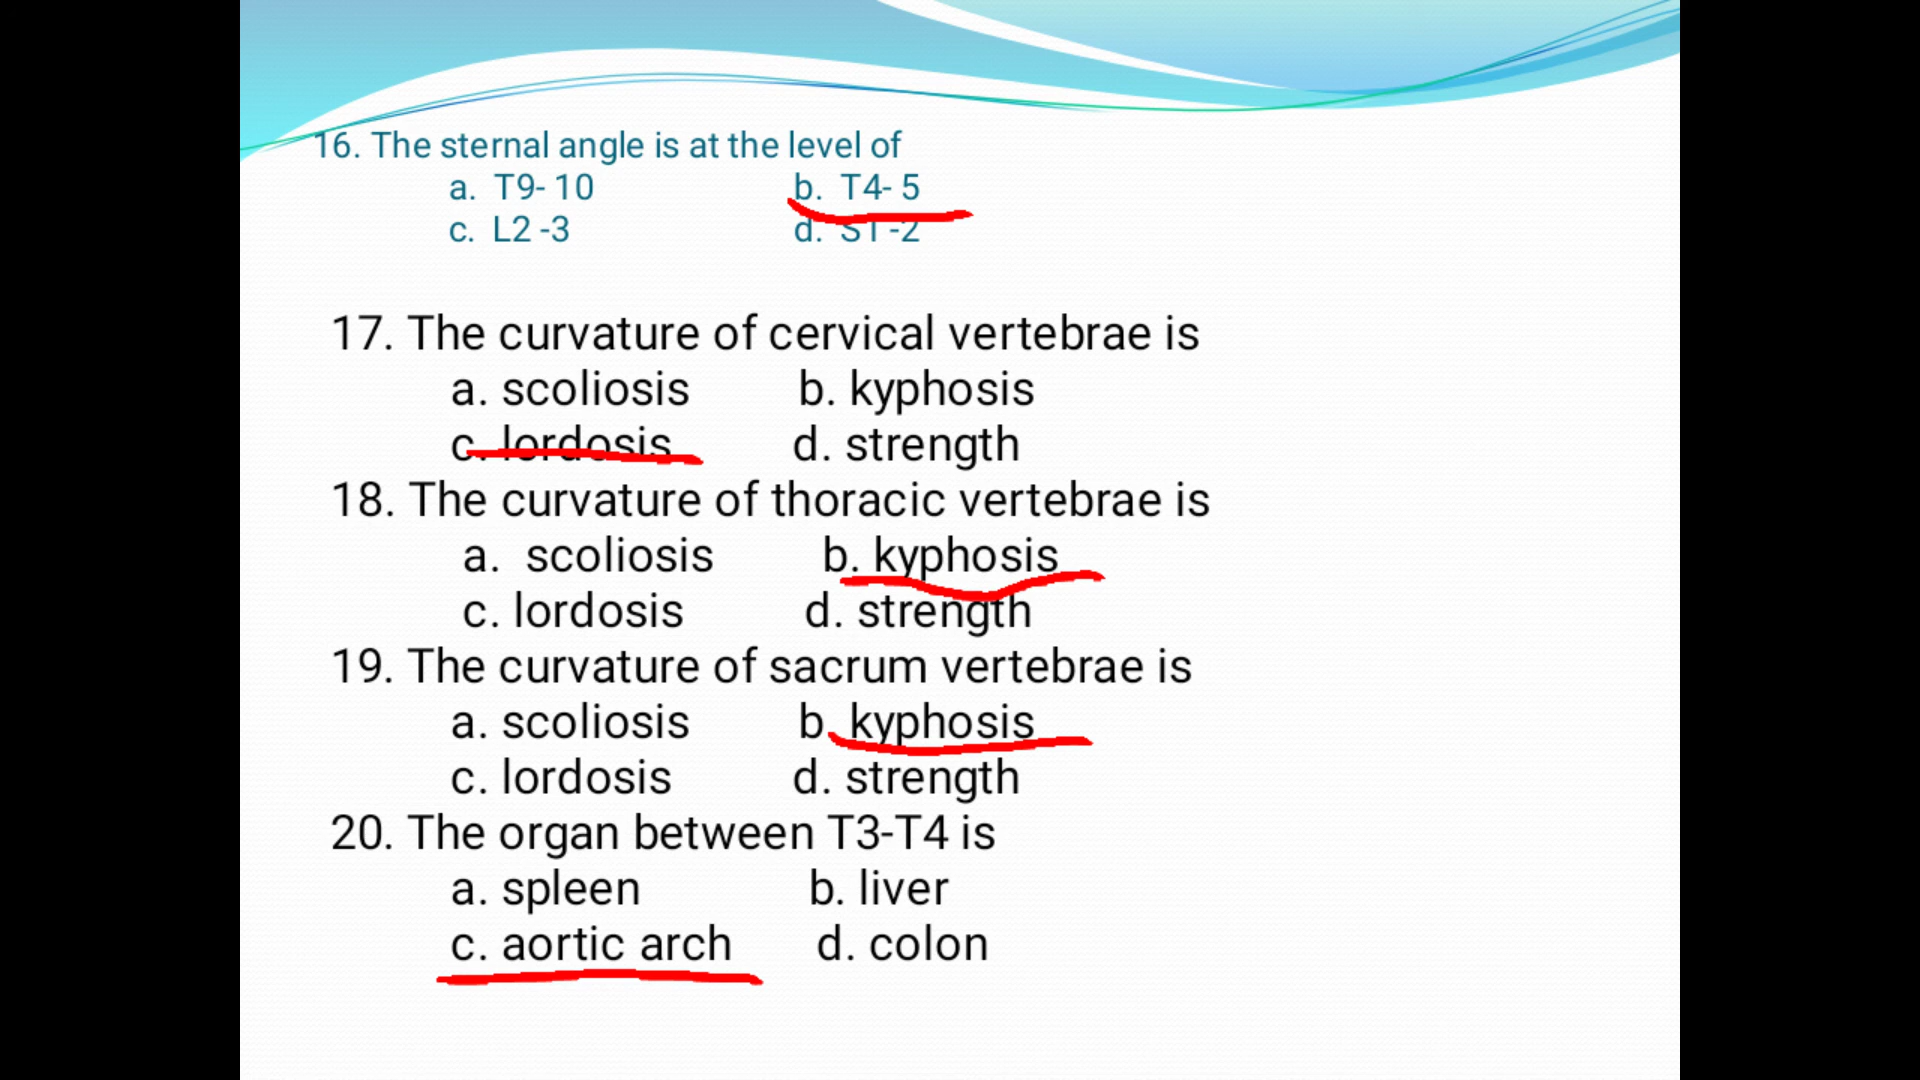 16. The sternal angle is at the level of
a. T9- 10 b. T4- 5
c. L2 -3 d. S1 -2
17. The curvature of cervical vertebrae is
a. scoliosis b. kyphosis
c. lordosis d. strength
18. The curvature of thoracic vertebrae is
a. scoliosis b. kyphosis
c. lordosis d. strength
19. The curvature of sacrum vertebrae is
a. scoliosis b. kyphosis
c. lordosis d. strength
20. The organ between T3-T4 is
a. spleen b. liver
c. aortic arch d. colon